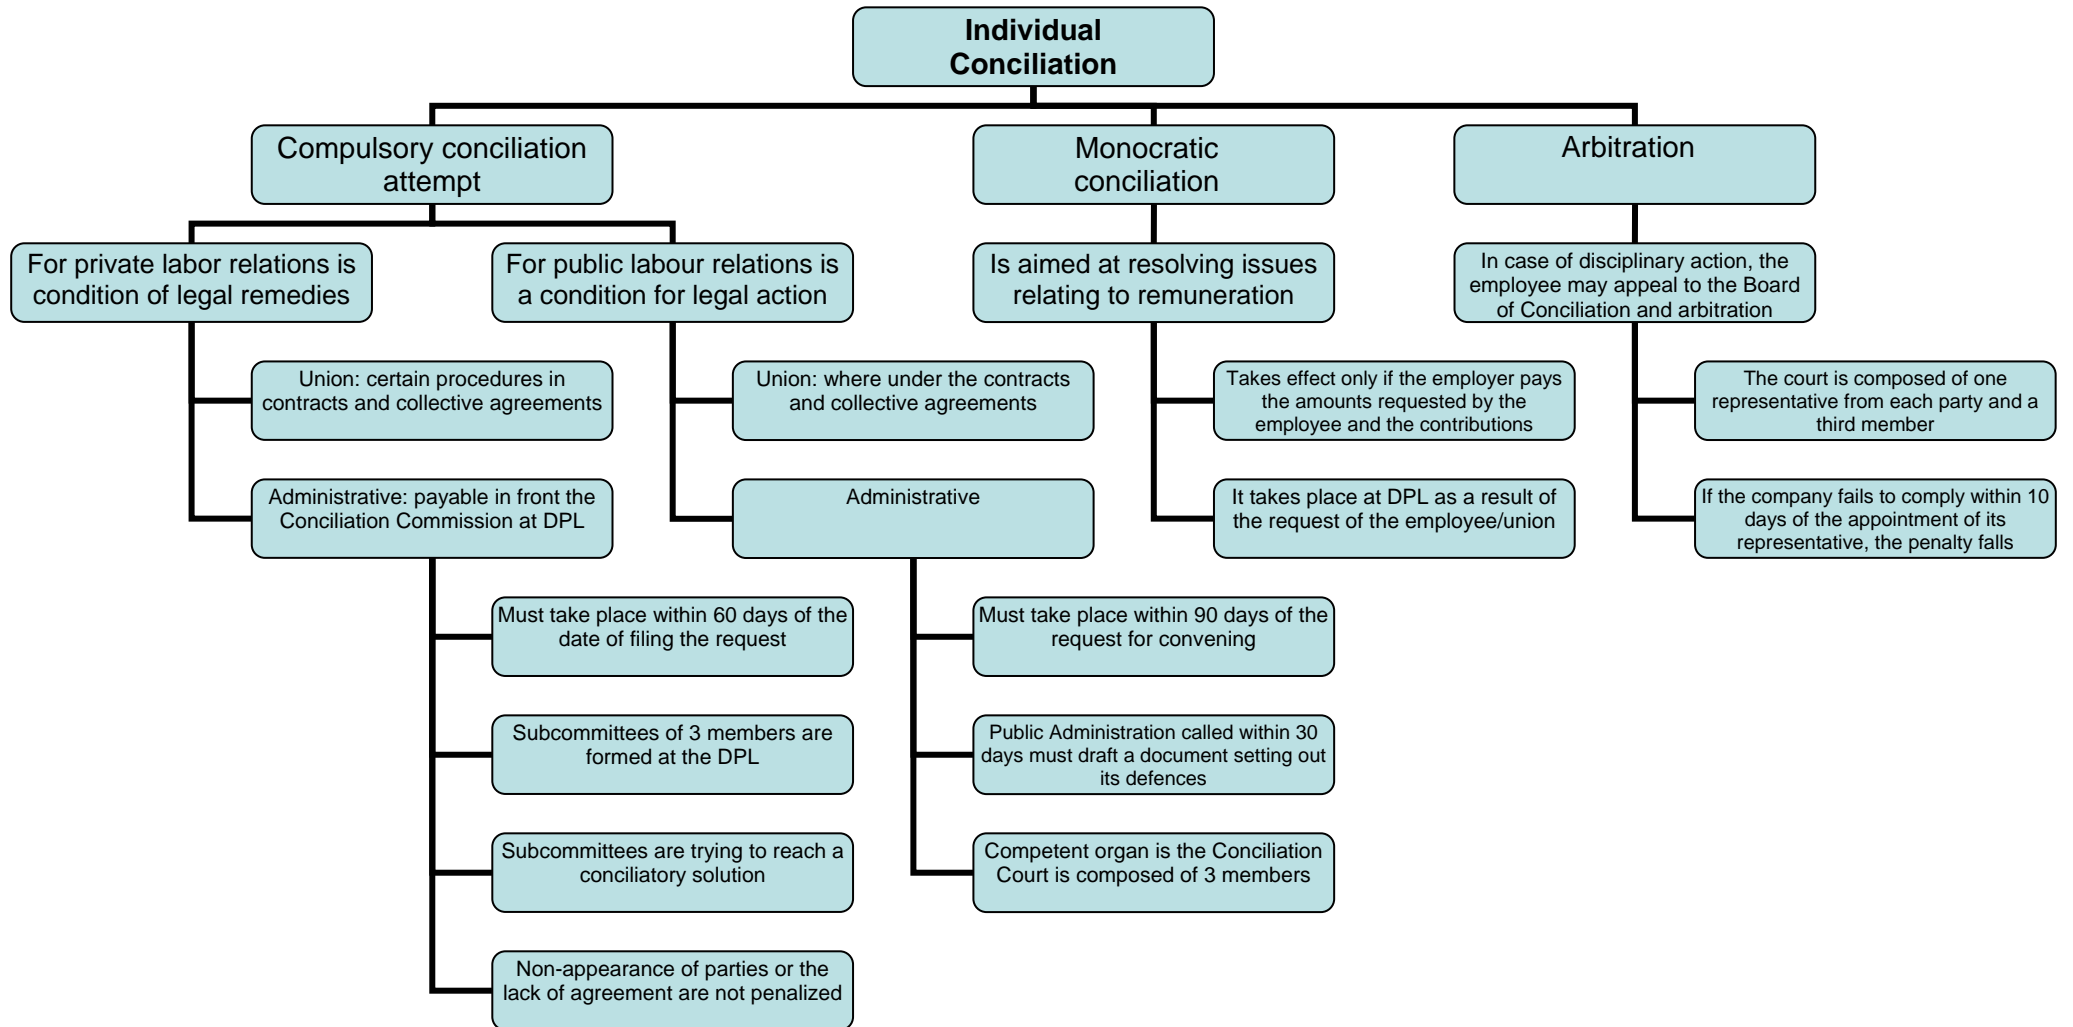 Individual
Conciliation
Compulsory conciliation
attempt
Monocratic
conciliation
Arbitration
For private labor relations is
condition of legal remedies
For public labour relations is
a condition for legal action
Is aimed at resolving issues
relating to remuneration
In case of disciplinary action, the
employee may appeal to the Board
of Conciliation and arbitration
Union: certain procedures in
contracts and collective agreements
Union: where under the contracts
and collective agreements
Takes effect only if the employer pays
the amounts requested by the
employee and the contributions
The court is composed of one
representative from each party and a
third member
Administrative: payable in front the
Conciliation Commission at DPL
Administrative
It takes place at DPL as a result of
the request of the employee/union
If the company fails to comply within 10
days of the appointment of its
representative, the penalty falls
Must take place within 60 days of the
date of filing the request
Must take place within 90 days of the
request for convening
Subcommittees of 3 members are
formed at the DPL
Public Administration called within 30
days must draft a document setting out
its defences
Subcommittees are trying to reach a
conciliatory solution
Competent organ is the Conciliation
Court is composed of 3 members
Non-appearance of parties or the
lack of agreement are not penalized